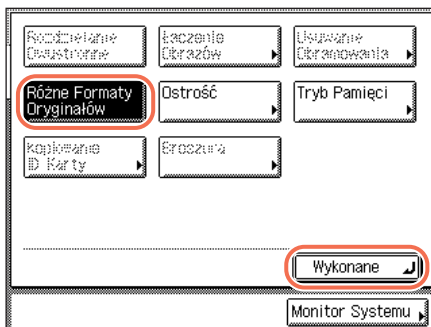 Rozdzielanie
Dwustronne
Łączenie
Obrazów
Usuwanie
Obramowania
Różne Formaty
Oryginałów
Ostrość
Tryb Pamięci
Kopiowanie
ID Karty
Broszura
Wykonane
Monitor Systemu